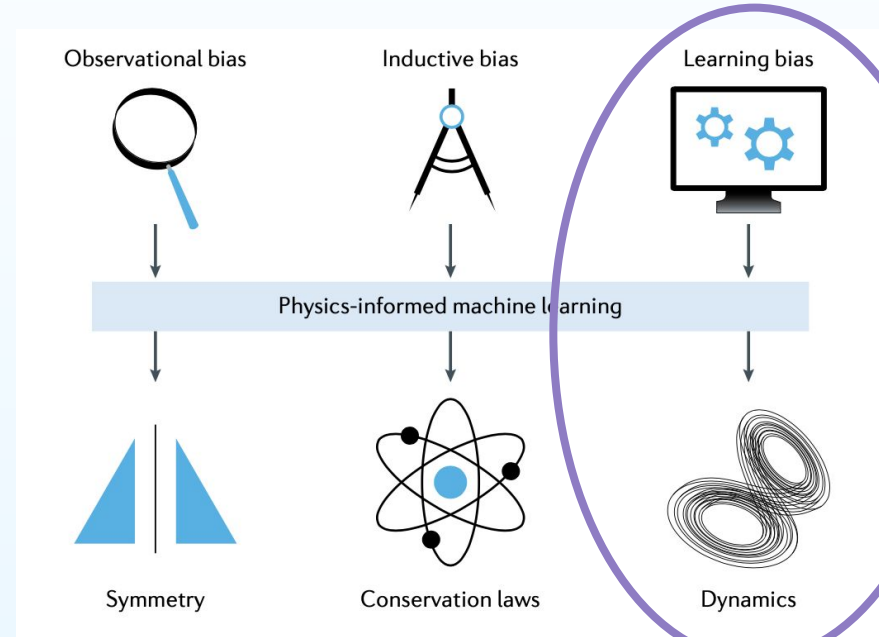 Observational bias
Inductive bias
Learning bias
Physics-informed machine learning
Symmetry
Conservation laws
Dynamics